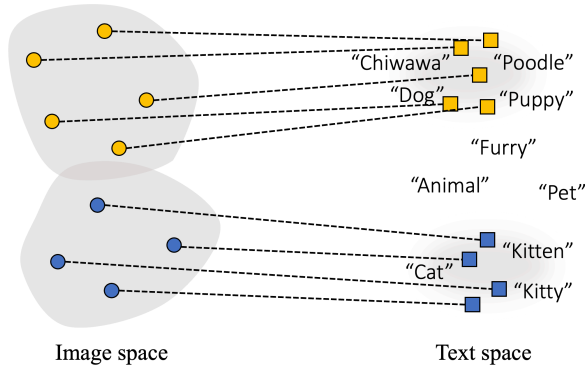 “Chiwawa”
“Poodle”
“Dog”
“Puppy”
“Furry”
“Animal”
“Pet”
“Kitten”
“Cat”
“Kitty”
Image space
Text space